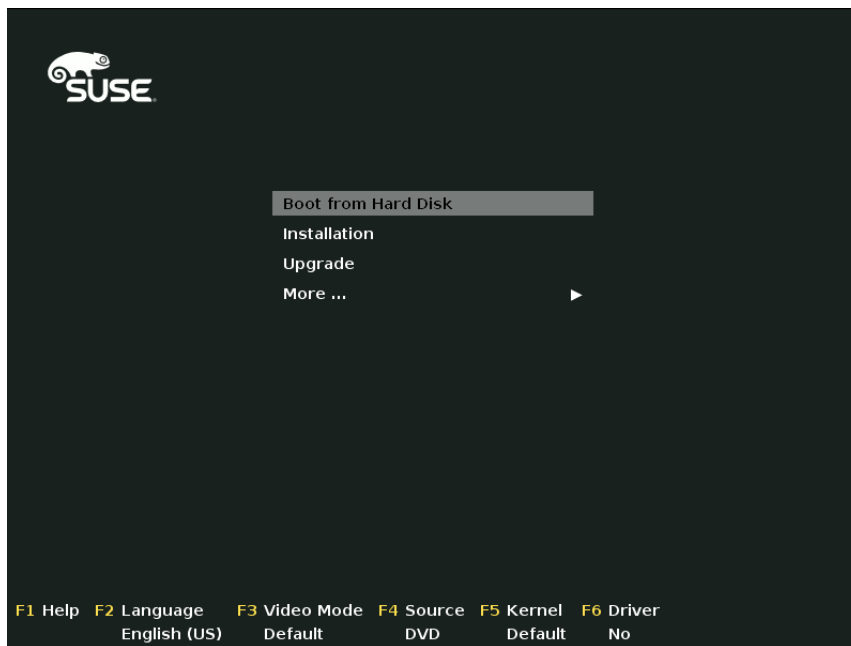 SUSE.
Boot from Hard Disk
Installation
Upgrade
More ...
F1 Help F2 Language F3 Video Mode F4 Source F5 Kernel F6 Driver
English (US) Default DVD Default No